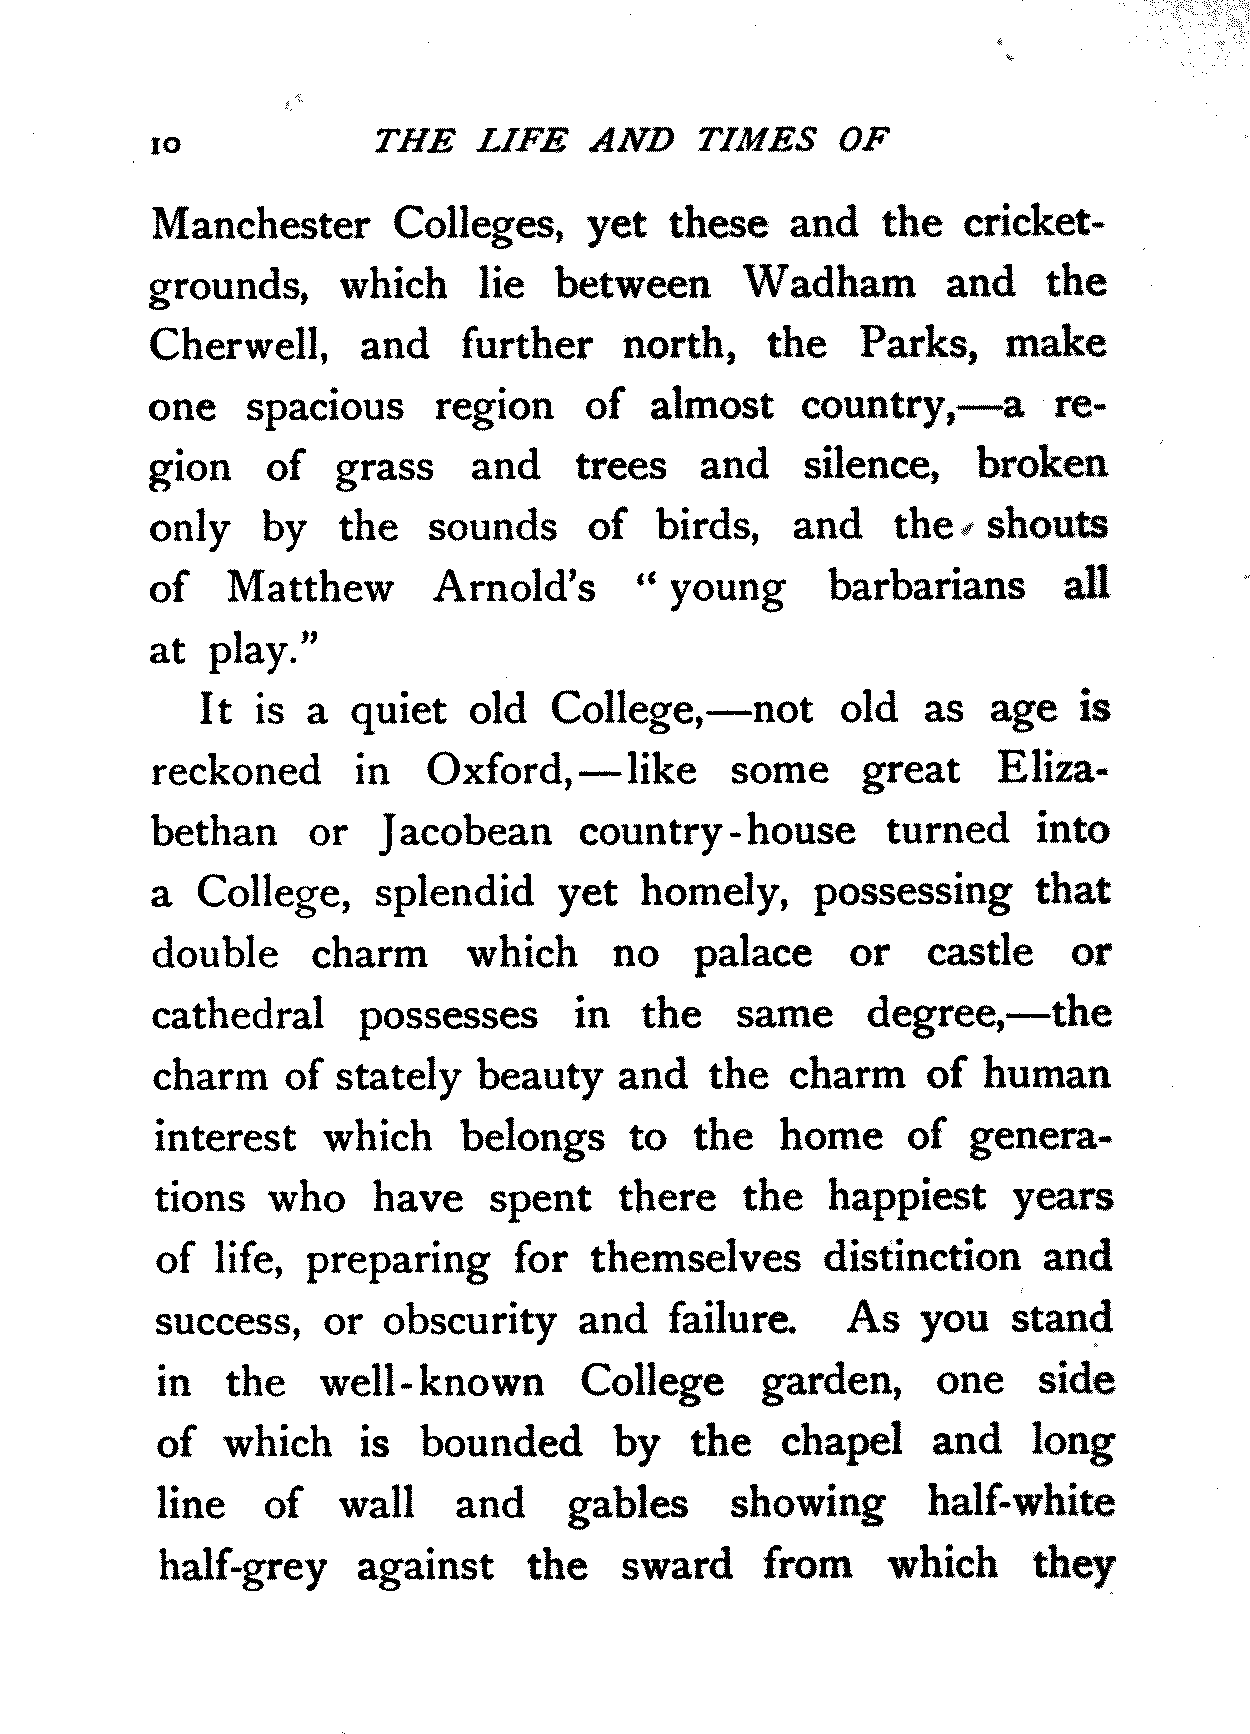 10 THE LIFE AND TIMES OF
Manchester Colleges, yet these and the cricket-
grounds, which lie between Wadham and the
Cherwell, and further north, the Parks, make
one spacious region of almost country,—a re-
gion of grass and trees and silence, broken
only by the sounds of birds, and the shouts
of Matthew Arnold's "young barbarians all
at play."
It is a quiet old College,—not old as age is
reckoned in Oxford,—like some great Eliza-
bethan or Jacobean country-house turned into
a College, splendid yet homely, possessing that
double charm which no palace or castle or
cathedral possesses in the same degree,—the
charm of stately beauty and the charm of human
interest which belongs to the home of genera-
tions who have spent there the happiest years
of life, preparing for themselves distinction and
success, or obscurity and failure. As you stand
in the well-known College garden, one side
of which is bounded by the chapel and long
line of wall and gables showing half-white
half-grey against the sward from which they